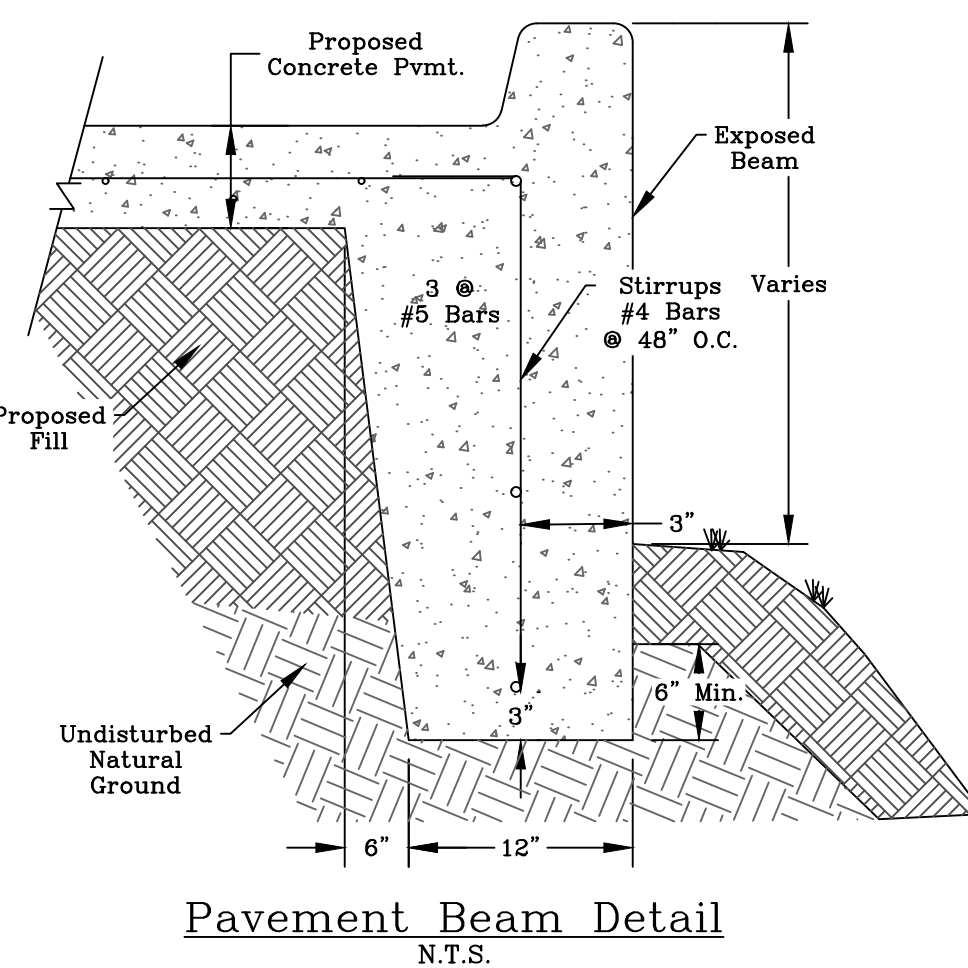 Proposed
Concrete Pvmt.
Exposed
Beam
3 @
#5 Bars
Stirrups
#4 Bars
@ 48" O.C.
Varies
Proposed
Fill
3"
6" Min.
3"
Undisturbed
Natural
Ground
6"
12"
Pavement Beam Detail
N.T.S.